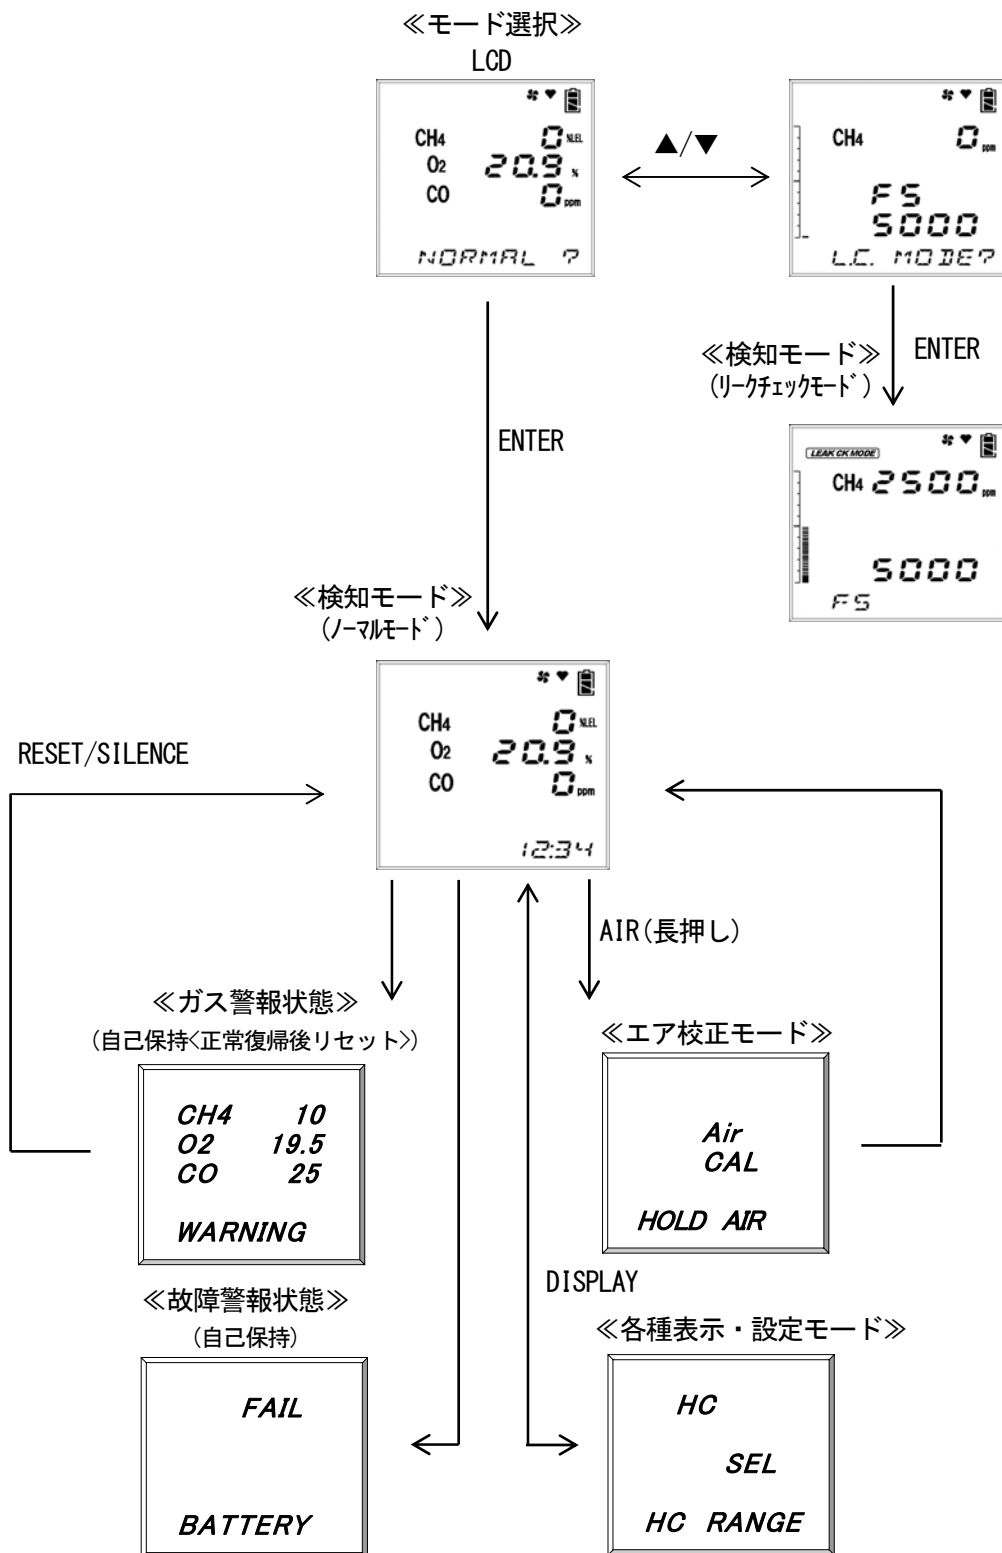 ≪モード選択≫
LCD
CH4 0 %LEL
O2 20.9 %
CO 0 ppm
NORMAL ?
▲/▼
CH4 0 ppm
FS
5000
L.C. MODE?
ENTER
≪検知モード≫
(ﾘｰｸﾁｪｯｸﾓｰﾄﾞ)
ENTER
LEAK CK MODE
CH4 2500 ppm
5000
FS
≪検知モード≫
(ﾉｰﾏﾙﾓｰﾄﾞ)
CH4 0 %LEL
O2 20.9 %
CO 0 ppm
12:34
RESET/SILENCE
AIR(長押し)
≪ガス警報状態≫
(自己保持<正常復帰後リセット>)
CH4 10
O2 19.5
CO 25
WARNING
≪エア校正モード≫
Air
CAL
HOLD AIR
DISPLAY
≪故障警報状態≫
(自己保持)
FAIL
BATTERY
≪各種表示・設定モード≫
HC
SEL
HC RANGE